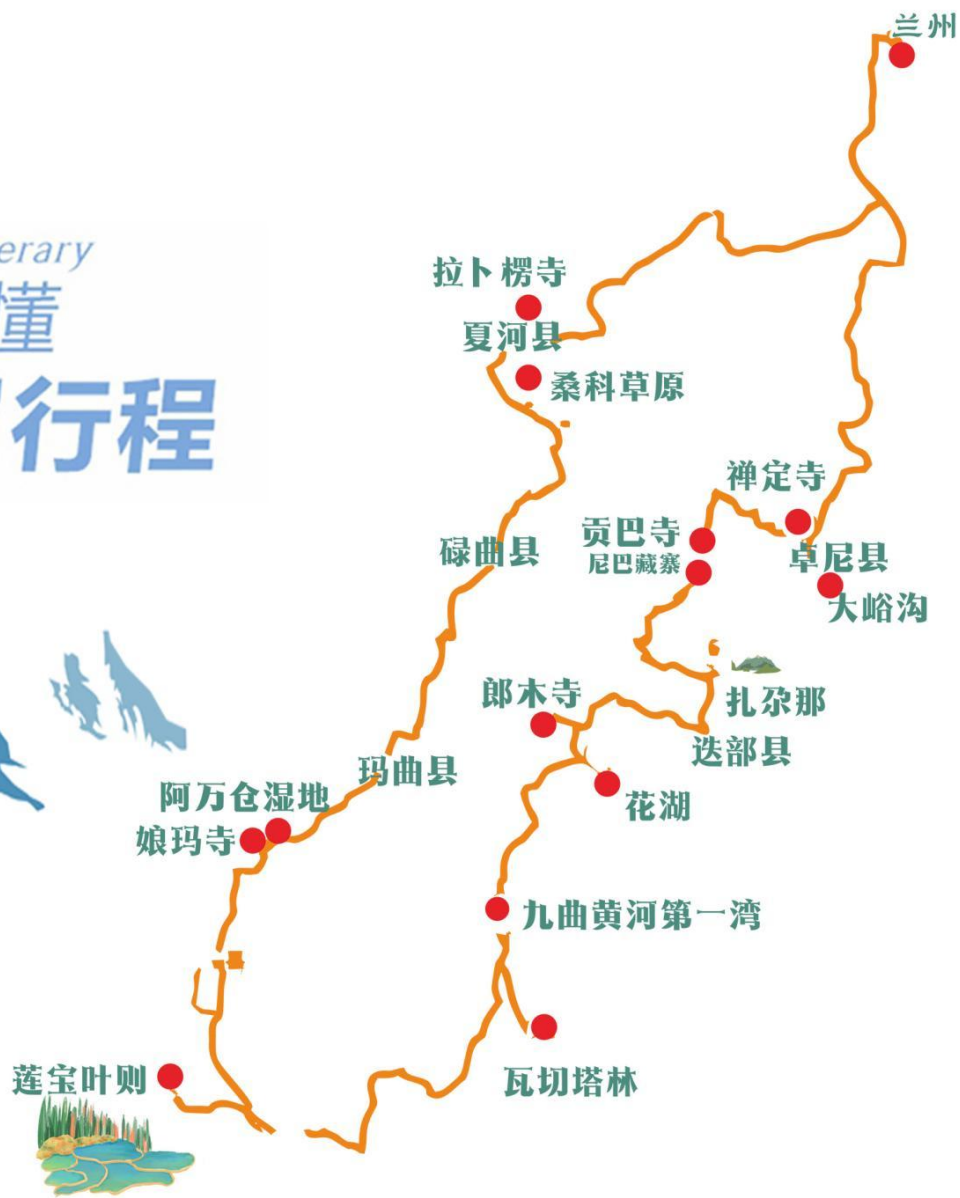 兰州
erary
懂
行程
拉卜楞寺
夏河县
桑科草原
禅定寺
贡巴寺
尼巴藏寨
碌曲县
卓尼县
大峪沟
郎木寺
扎尕那
迭部县
玛曲县
阿万仓湿地
花湖
娘玛寺
九曲黄河第一湾
莲宝叶则
瓦切塔林